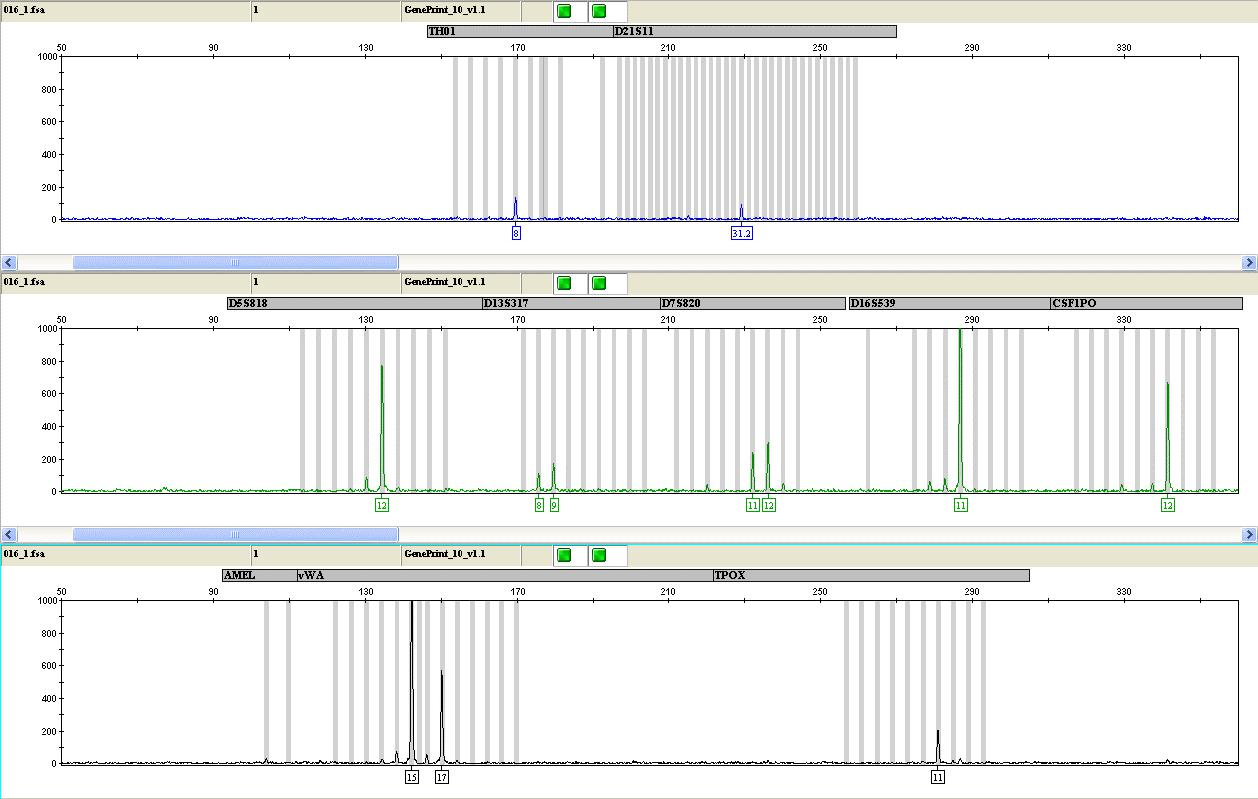 016_1.fsa 1 GenePrint_10_v1.1
TH01 D21S11
50 90 130 170 210 250 290 330
1000
800
600
400
200
0
8 31.2
016_1.fsa 1 GenePrint_10_v1.1
D5S818 D13S317 D7S820 D16S539 CSF1PO
50 90 130 170 210 250 290 330
1000
800
600
400
200
0
12 8 9 11 12 11 12
016_1.fsa 1 GenePrint_10_v1.1
AMEL vWA TPOX
50 90 130 170 210 250 290 330
1000
800
600
400
200
0
15 17 11